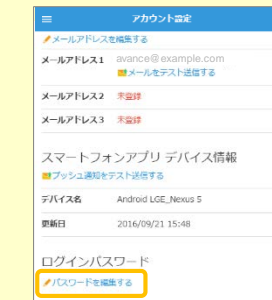 アカウント設定
メールアドレスを編集する
メールアドレス1 avance@example.com
メールをテスト送信する
メールアドレス2 未登録
メールアドレス3 未登録
スマートフォンアプリ デバイス情報
プッシュ通知をテスト送信する
デバイス名 Android LGE_Nexus 5
更新日 2016/09/21 15:48
ログインパスワード
パスワードを編集する